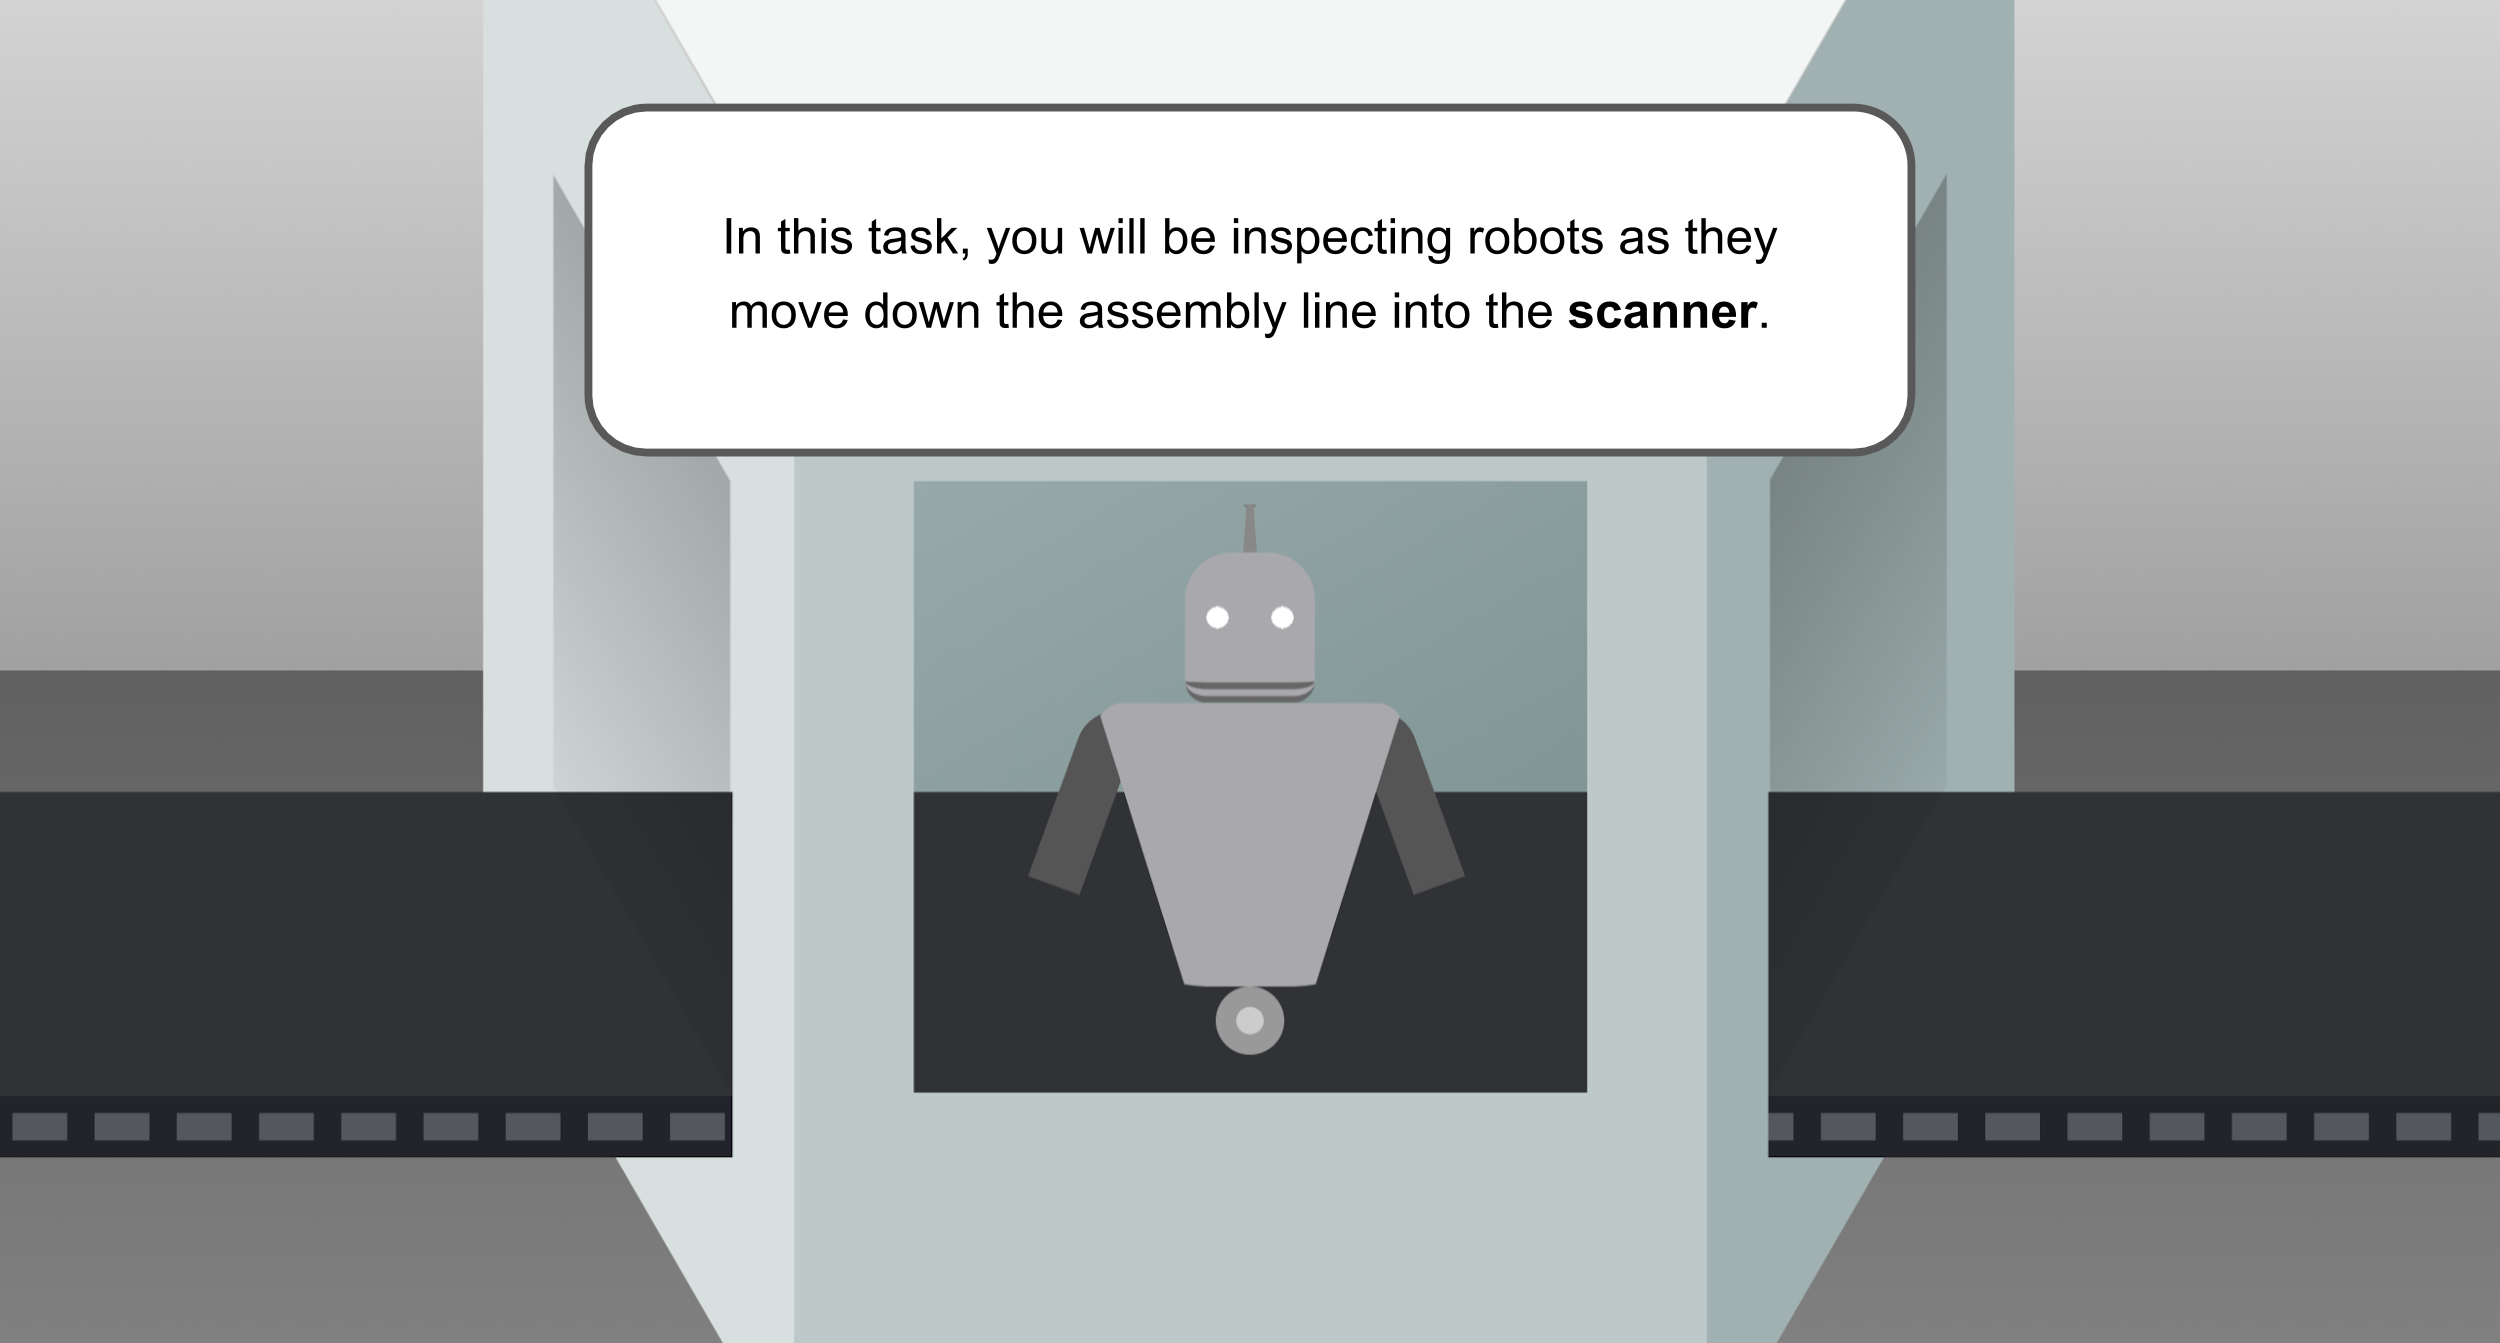 In this task, you will be inspecting robots as they
move down the assembly line into the scanner.